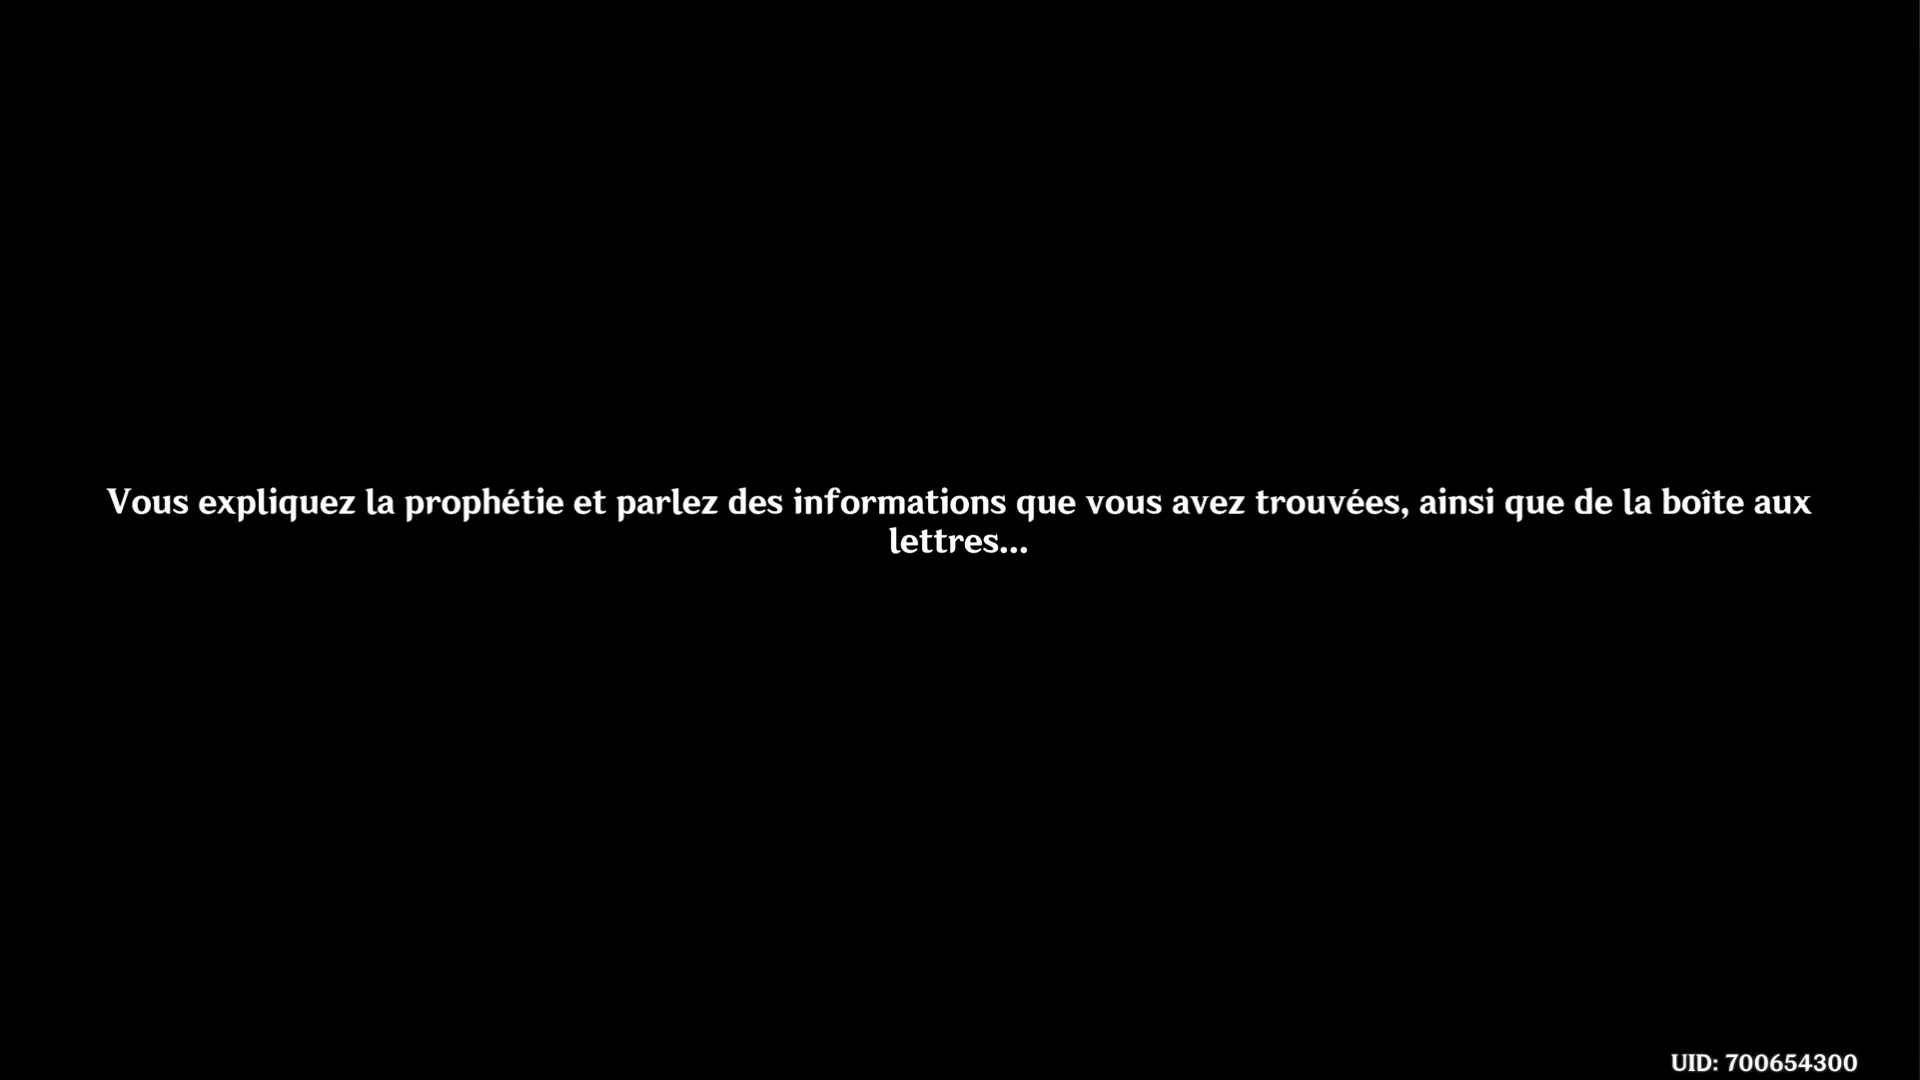 Vous expliquez la prophétie et parlez des informations que vous avez trouvées, ainsi que de la boîte aux
lettres...
UID: 700654300